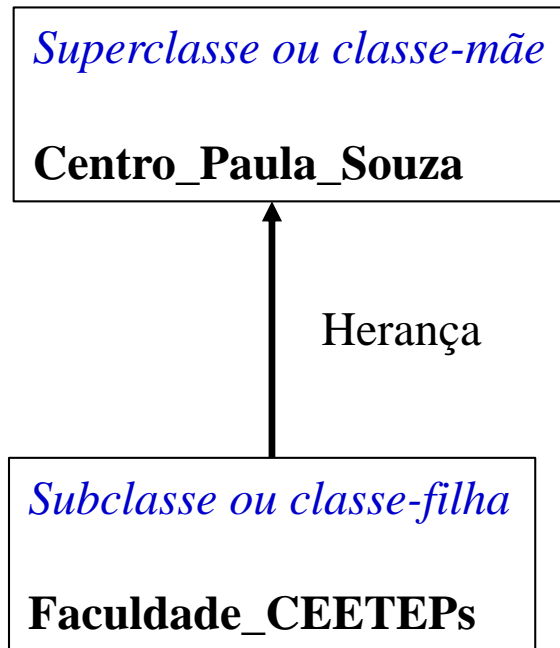 Superclasse ou classe-mãe
Centro_Paula_Souza
Herança
Subclasse ou classe-filha
Faculdade_CEETEPs